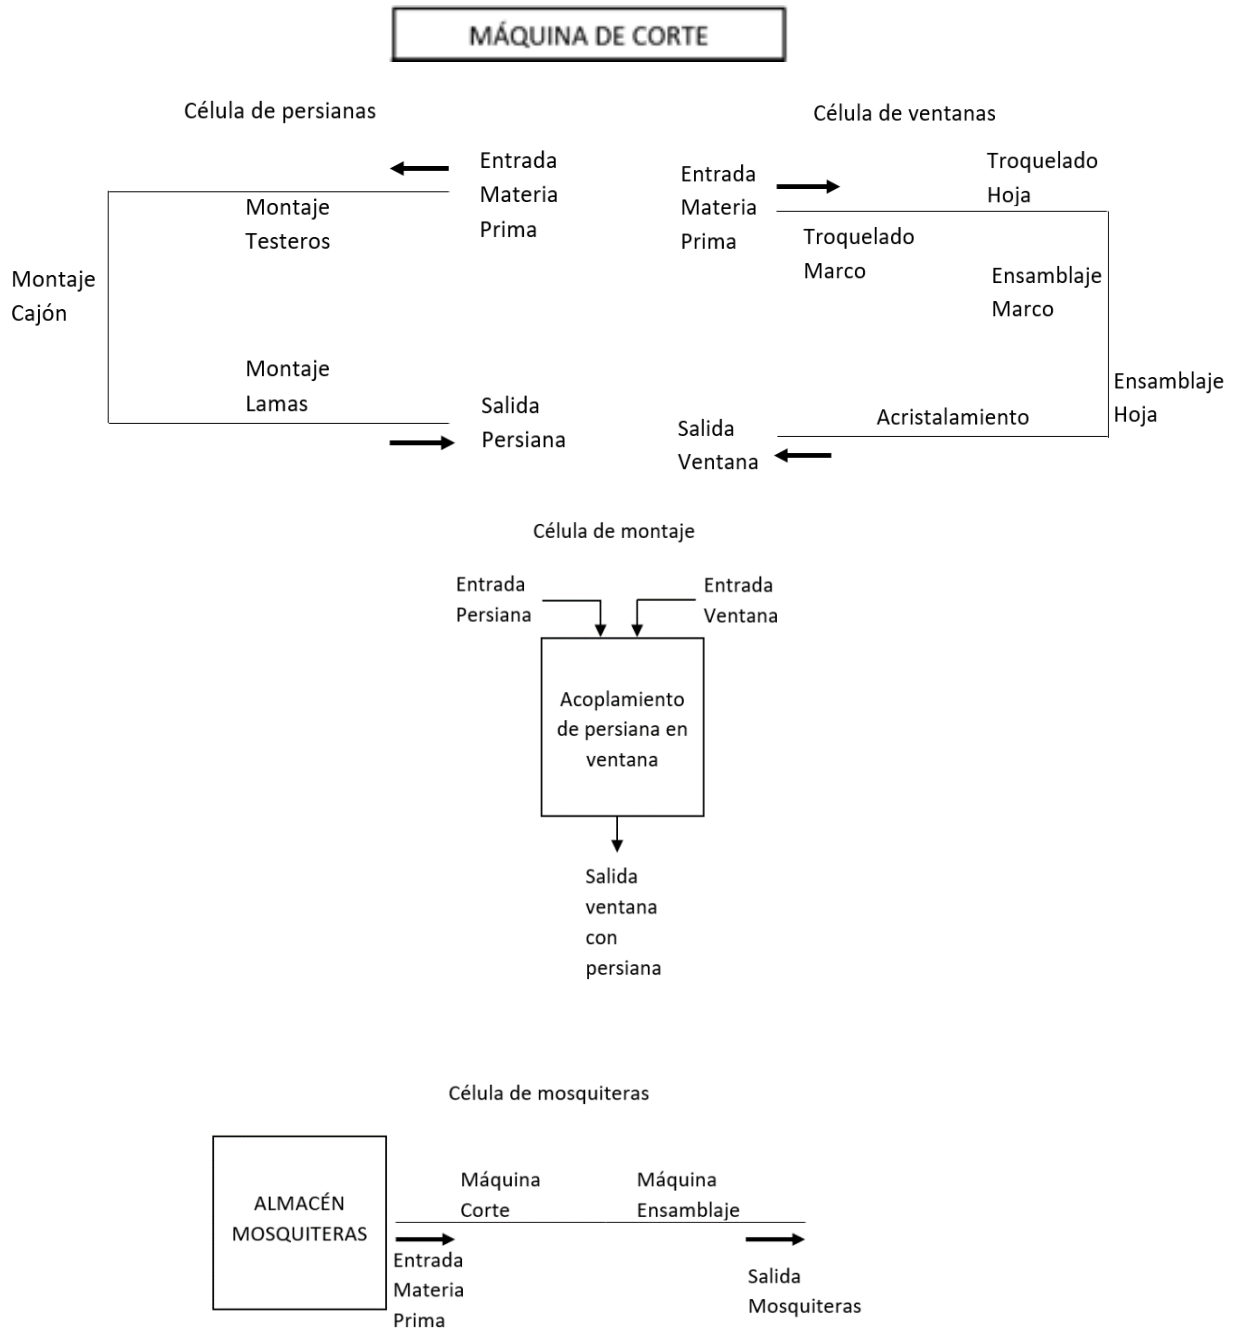 MÁQUINA DE CORTE
Célula de persianas
Entrada
Materia
Prima
Montaje
Testeros
Montaje
Cajón
Montaje
Lamas
Salida
Persiana
Célula de ventanas
Entrada
Materia
Prima
Troquelado
Hoja
Troquelado
Marco
Ensamblaje
Marco
Ensamblaje
Hoja
Acristalamiento
Salida
Ventana
Célula de montaje
Entrada
Persiana
Entrada
Ventana
Acoplamiento
de persiana en
ventana
Salida
ventana
con
persiana
Célula de mosquiteras
ALMACÉN
MOSQUITERAS
Entrada
Materia
Prima
Máquina
Corte
Máquina
Ensamblaje
Salida
Mosquiteras